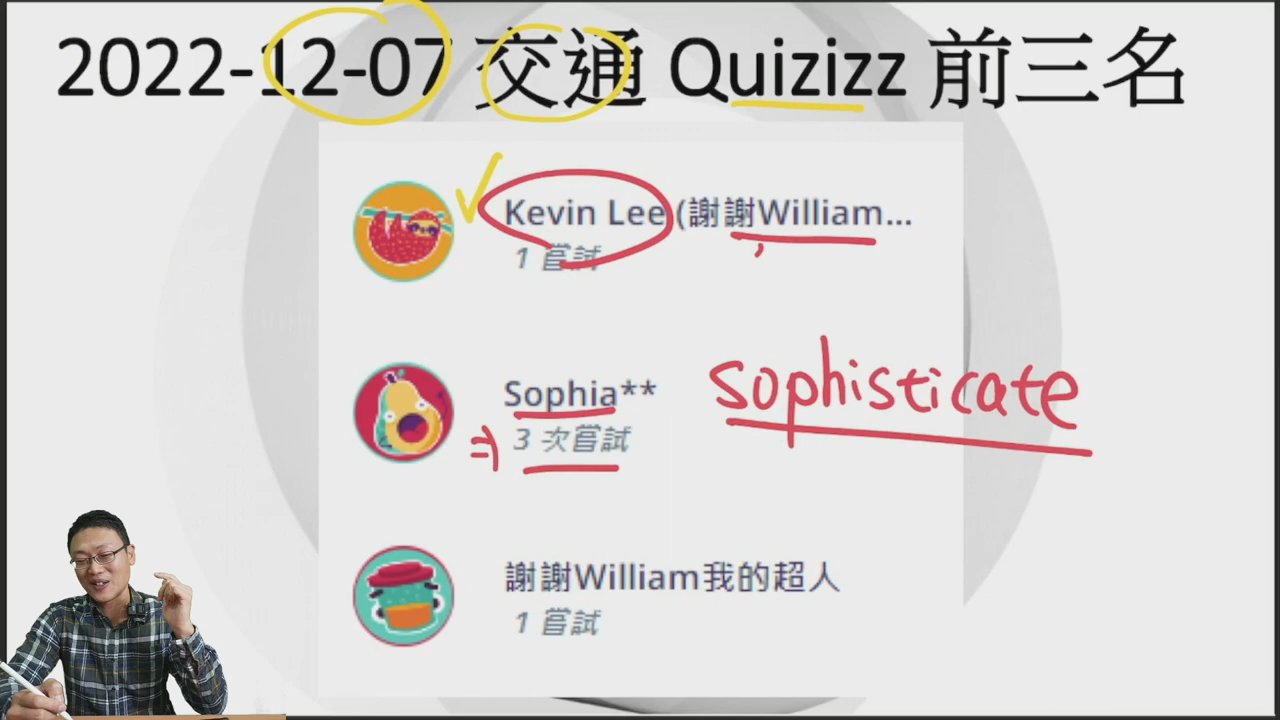 2022-12-07 交通 Quizizz 前三名
Kevin Lee (謝謝William...
1 嘗試
Sophia**
sophisticate
3 次嘗試
謝謝William我的超人
1 嘗試